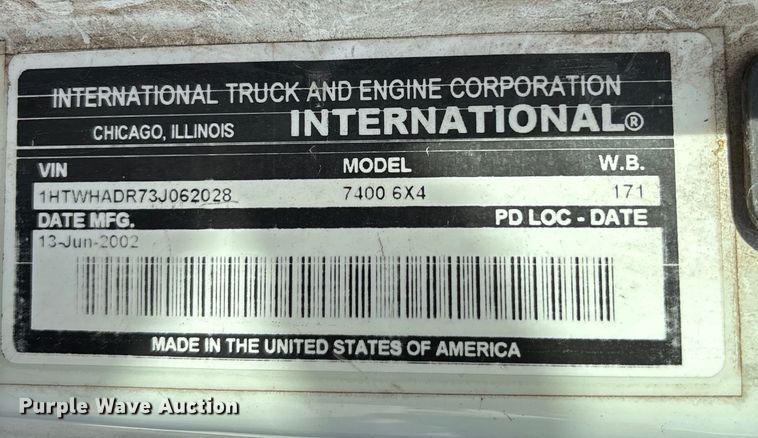 INTERNATIONAL TRUCK AND ENGINE CORPORATION
CHICAGO, ILLINOIS INTERNATIONAL®
VIN MODEL W.B.
1HTWHADR73J062028 7400 6X4 171
DATE MFG. PD LOC - DATE
13-Jun-2002
MADE IN THE UNITED STATES OF AMERICA
Purple Wave Auction